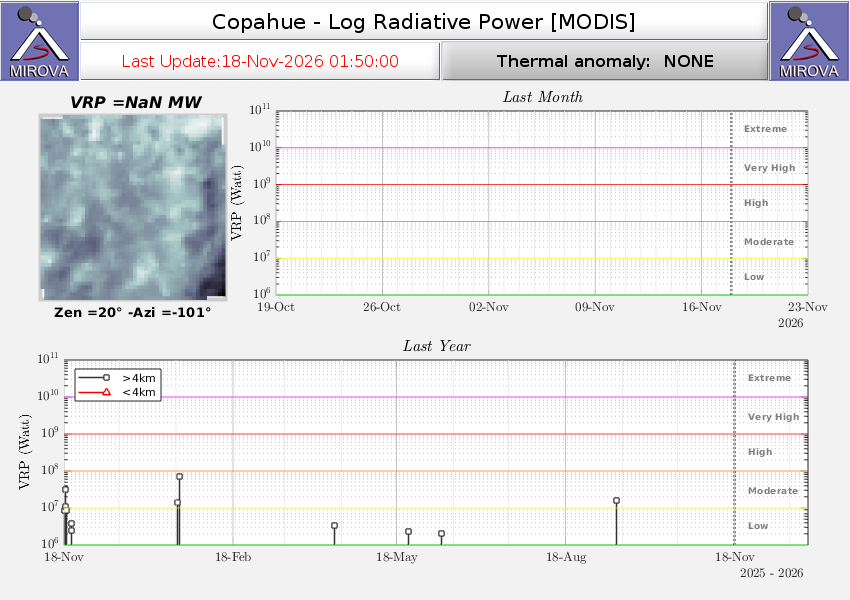 MIROVA
Copahue - Log Radiative Power [MODIS]
MIROVA
Last Update:18-Nov-2026 01:50:00
Thermal anomaly: NONE
VRP =NaN MW
Zen =20° -Azi =-101°
Last Month
VRP (Watt)
10¹¹
10¹⁰
10⁹
10⁸
10⁷
10⁶
Extreme
Very High
High
Moderate
Low
19-Oct 26-Oct 02-Nov 09-Nov 16-Nov 23-Nov
2026
Last Year
VRP (Watt)
10¹¹
10¹⁰
10⁹
10⁸
10⁷
10⁶
>4km
<4km
Extreme
Very High
High
Moderate
Low
18-Nov 18-Feb 18-May 18-Aug 18-Nov
2025 - 2026